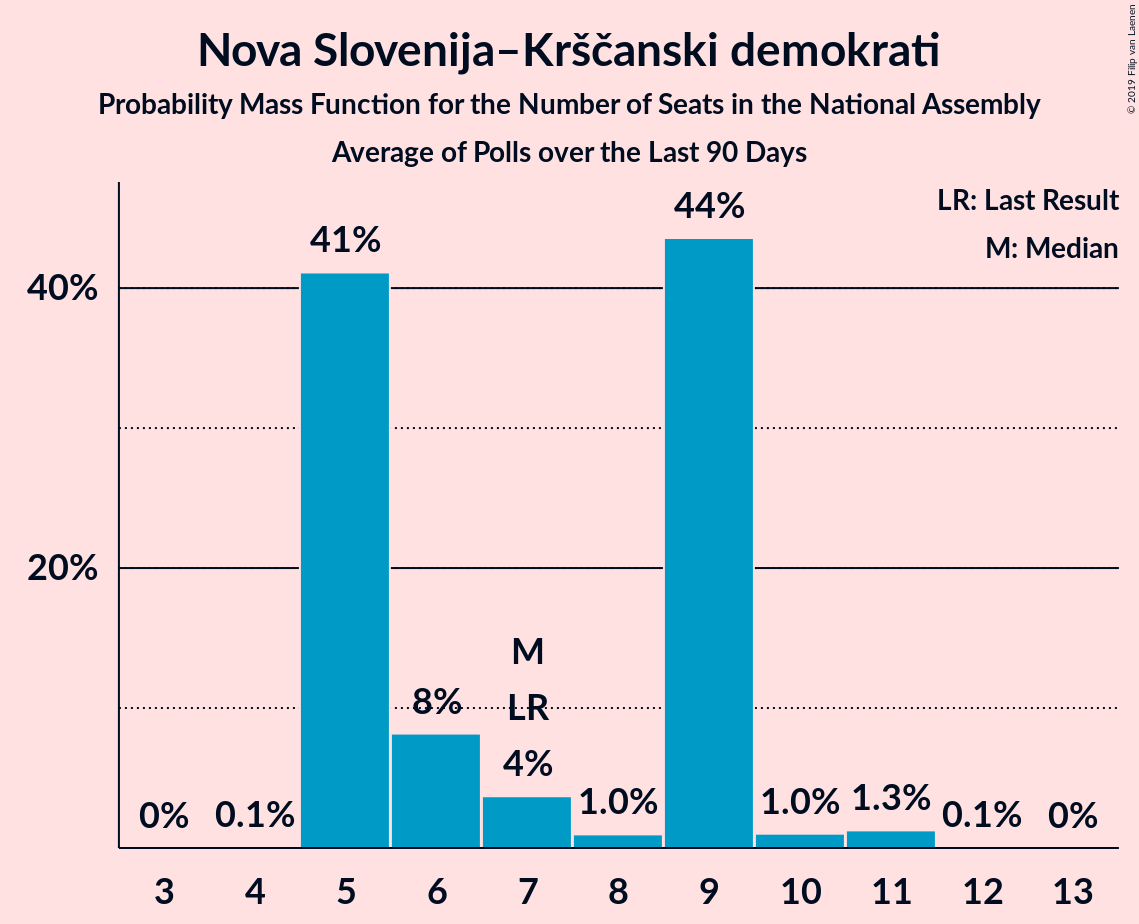 Nova Slovenija–Krščanski demokrati
Probability Mass Function for the Number of Seats in the National Assembly
Average of Polls over the Last 90 Days
© 2019 Filip van Laenen
LR: Last Result
M: Median
44%
41%
40%
20%
M
8%
LR
4%
0%
0.1%
1.0%
1.0%
1.3%
0.1%
0%
3 4 5 6 7 8 9 10 11 12 13